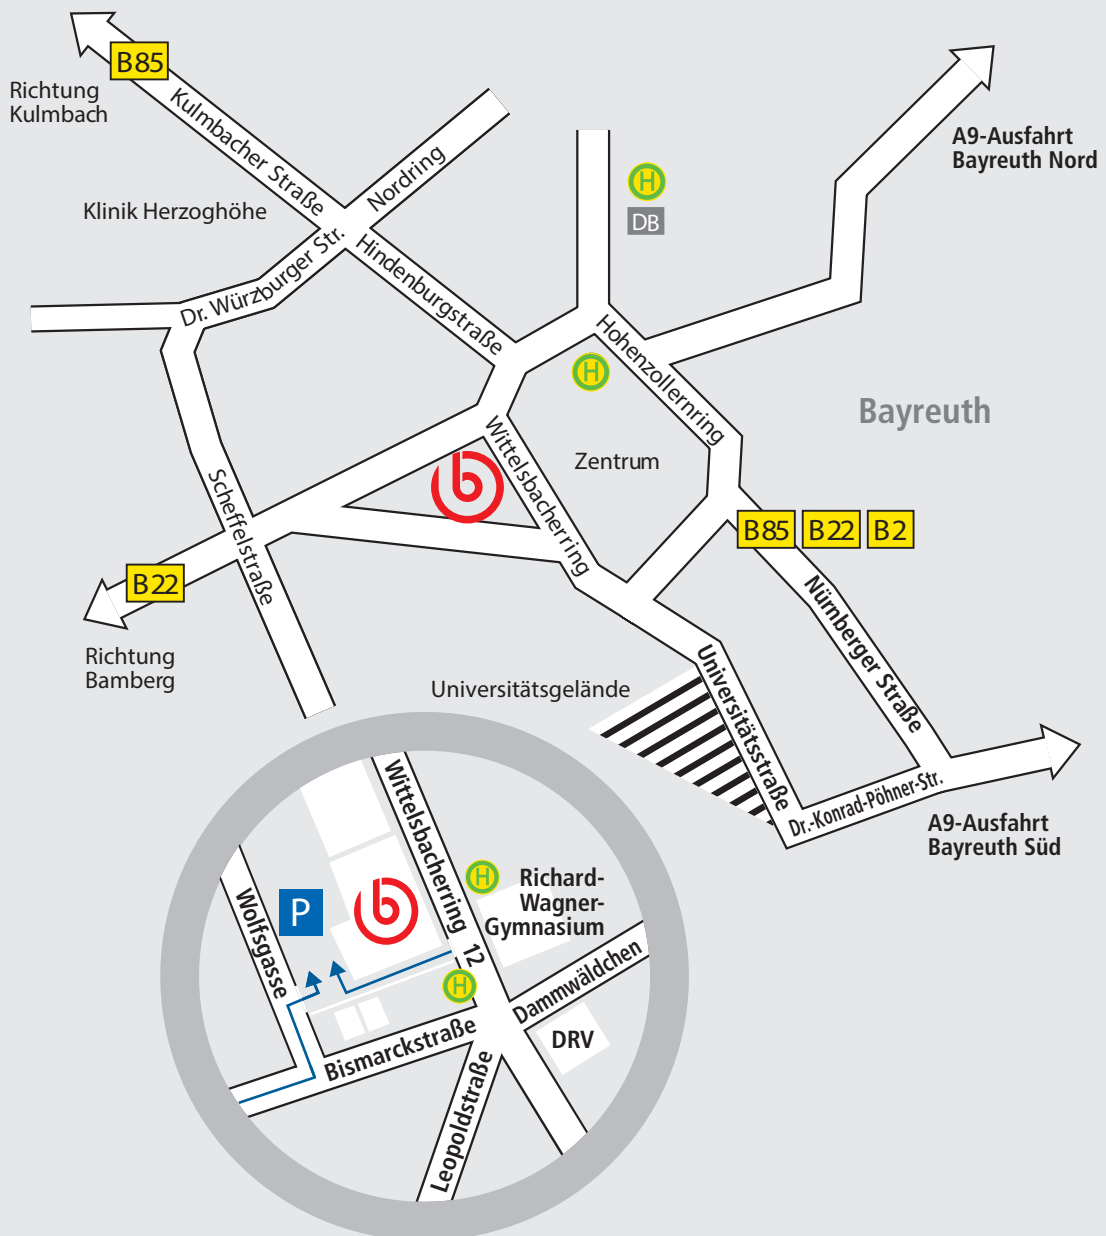 B85
Richtung
Kulmbach
Kulmbacher Straße
Nordring
A9-Ausfahrt
Bayreuth Nord
H
DB
Klinik Herzoghöhe
Dr. Würzburger Str.
Hindenburgstraße
Hohenzollernring
H
Bayreuth
Wittelsbacherring
Zentrum
b
Scheffelstraße
B85
B22
B2
B22
Nürnberger Straße
Richtung
Bamberg
Universitätsgelände
Universitätsstraße
Dr.-Konrad-Pöhner-Str.
A9-Ausfahrt
Bayreuth Süd
Wittelsbacherring 12
H
Richard-
Wagner-
Gymnasium
P
b
Wolfsgasse
H
Dammwäldchen
DRV
Bismarckstraße
Leopoldstraße